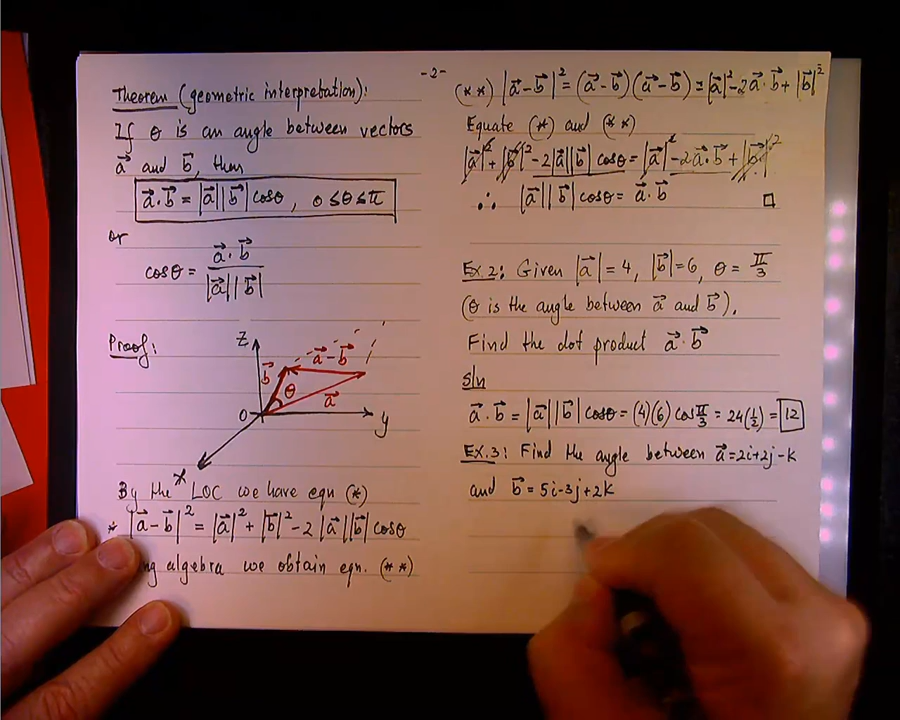 -2-
Theorem (geometric interpretation):
If θ is an angle between vectors
a⃗ and b⃗, then
a⃗·b⃗ = |a⃗||b⃗| cosθ, 0≤θ≤π
or
cosθ = a⃗·b⃗ / |a⃗||b⃗|
Proof:
z
b⃗
a⃗-b⃗
θ
a⃗
0
y
x
By the LOC we have eqn (*)
* |a⃗-b⃗|² = |a⃗|² + |b⃗|² - 2|a⃗||b⃗| cosθ
algebra we obtain eqn. (**)
(**) |a⃗-b⃗|² = (a⃗-b⃗)(a⃗-b⃗) = |a⃗|² - 2a⃗·b⃗ + |b⃗|²
Equate (*) and (**)
|a⃗|² + |b⃗|² - 2|a⃗||b⃗| cosθ = |a⃗|² - 2a⃗·b⃗ + |b⃗|²
∴ |a⃗||b⃗| cosθ = a⃗·b⃗ □
Ex.2: Given |a⃗| = 4, |b⃗| = 6, θ = π/3
(θ is the angle between a⃗ and b⃗).
Find the dot product a⃗·b⃗
Sln
a⃗·b⃗ = |a⃗||b⃗| cosθ = (4)(6) cos π/3 = 24(1/2) = 12
Ex.3: Find the angle between a⃗=2i+2j-k
and b⃗ = 5i-3j+2k